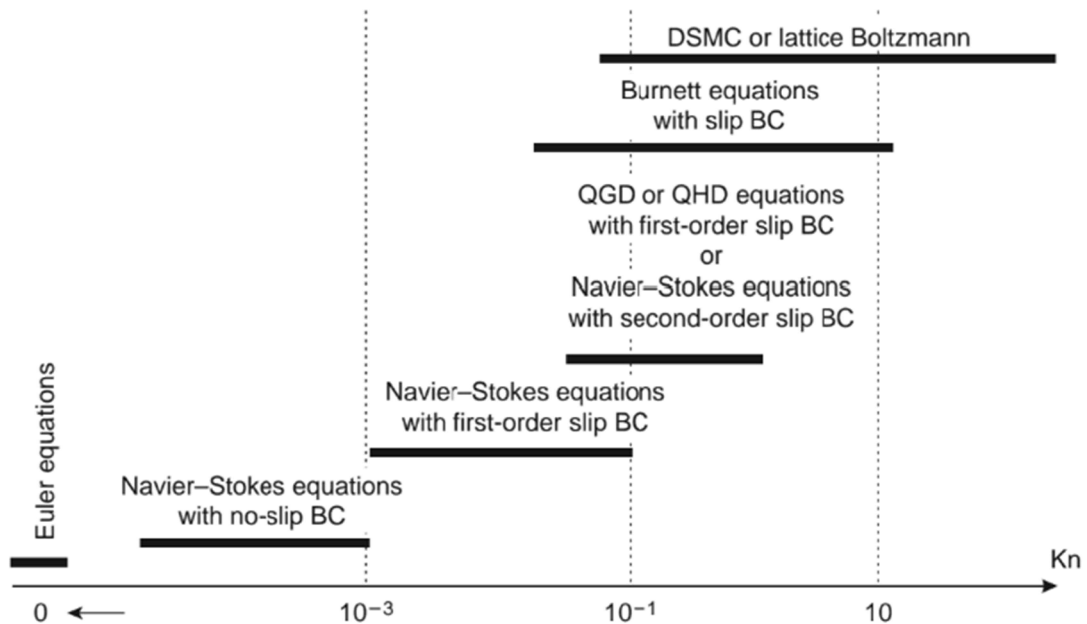 DSMC or lattice Boltzmann
Burnett equations
with slip BC
QGD or QHD equations
with first-order slip BC
or
Navier–Stokes equations
with second-order slip BC
Navier–Stokes equations
with first-order slip BC
Euler equations
Navier–Stokes equations
with no-slip BC
Kn
0 10⁻³ 10⁻¹ 10